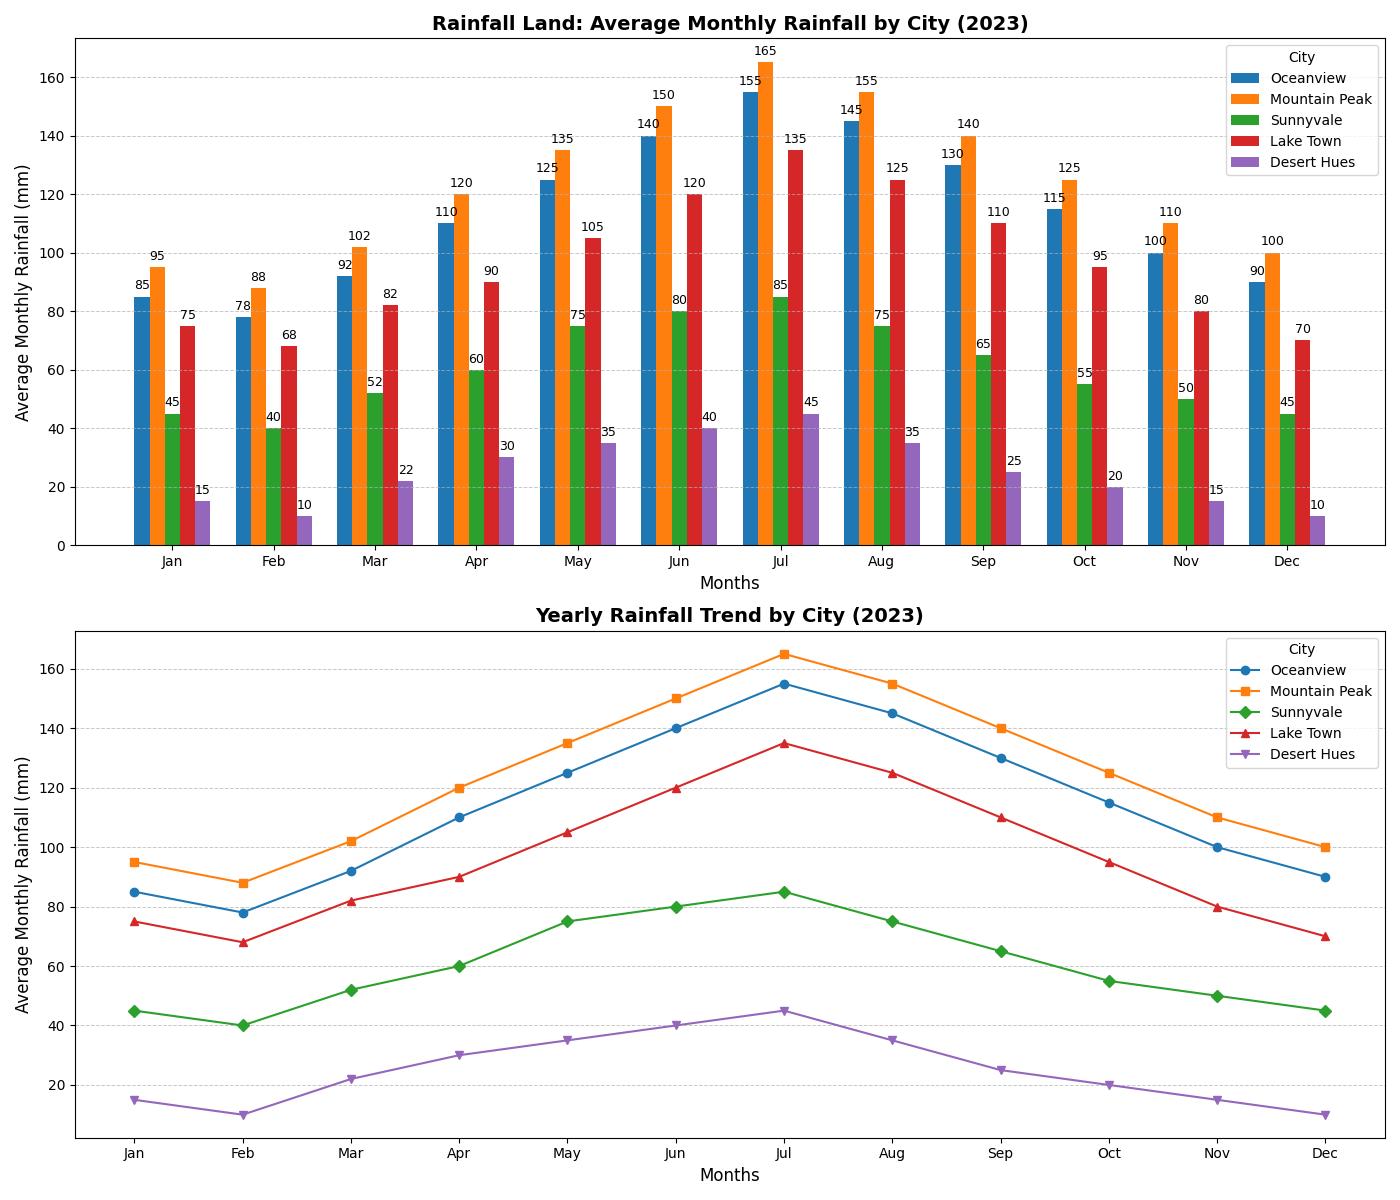 Rainfall Land: Average Monthly Rainfall by City (2023)
Average Monthly Rainfall (mm)
160
140
120
100
80
60
40
20
0
85 95 45 75 15
78 88 40 68 10
92 102 52 82 22
110 120 60 90 30
125 135 75 105 35
140 150 80 120 40
155 165 85 135 45
145 155 75 125 35
130 140 65 110 25
115 125 55 95 20
100 110 50 80 15
90 100 45 70 10
City
Oceanview
Mountain Peak
Sunnyvale
Lake Town
Desert Hues
Jan Feb Mar Apr May Jun Jul Aug Sep Oct Nov Dec
Months
Yearly Rainfall Trend by City (2023)
Average Monthly Rainfall (mm)
160
140
120
100
80
60
40
20
City
Oceanview
Mountain Peak
Sunnyvale
Lake Town
Desert Hues
Jan Feb Mar Apr May Jun Jul Aug Sep Oct Nov Dec
Months